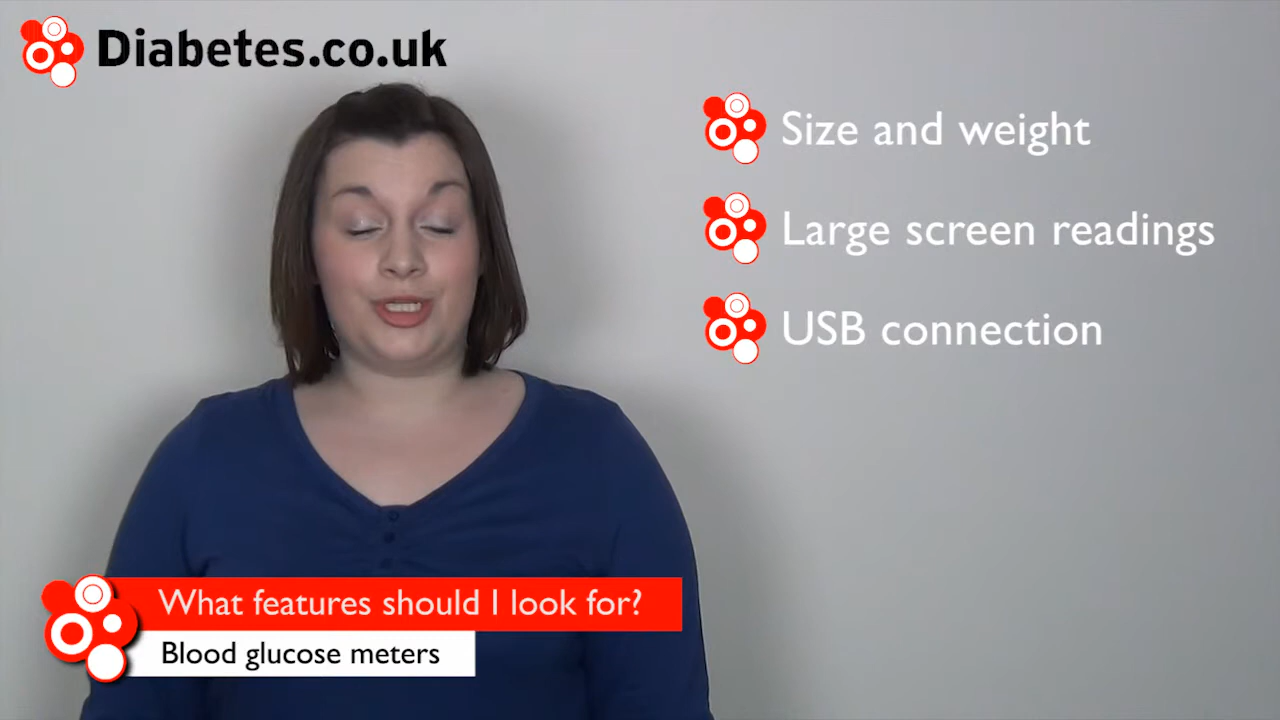 Diabetes.co.uk
Size and weight
Large screen readings
USB connection
What features should I look for?
Blood glucose meters